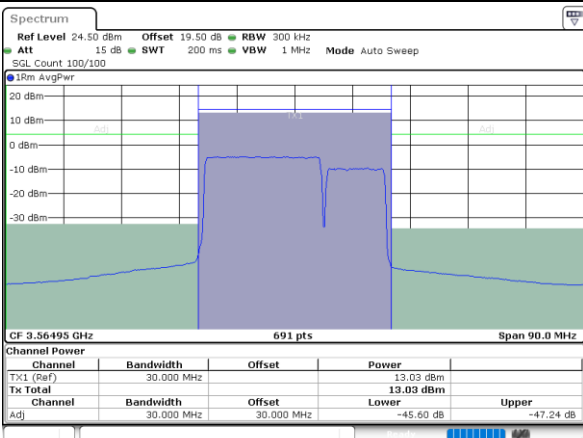 Spectrum
Ref Level 24.50 dBm Offset 19.50 dB RBW 300 kHz
Att 15 dB SWT 200 ms VBW 1 MHz Mode Auto Sweep
SGL Count 100/100
1Rm AvgPwr
20 dBm
TX1
10 dBm
Adj Adj
0 dBm
-10 dBm
-20 dBm
-30 dBm
CF 3.56495 GHz 691 pts Span 90.0 MHz
Channel Power
Channel Bandwidth Offset Power
TX1 (Ref) 30.000 MHz 13.03 dBm
Tx Total 13.03 dBm
Channel Bandwidth Offset Lower Upper
Adj 30.000 MHz 30.000 MHz -45.60 dB -47.24 dB